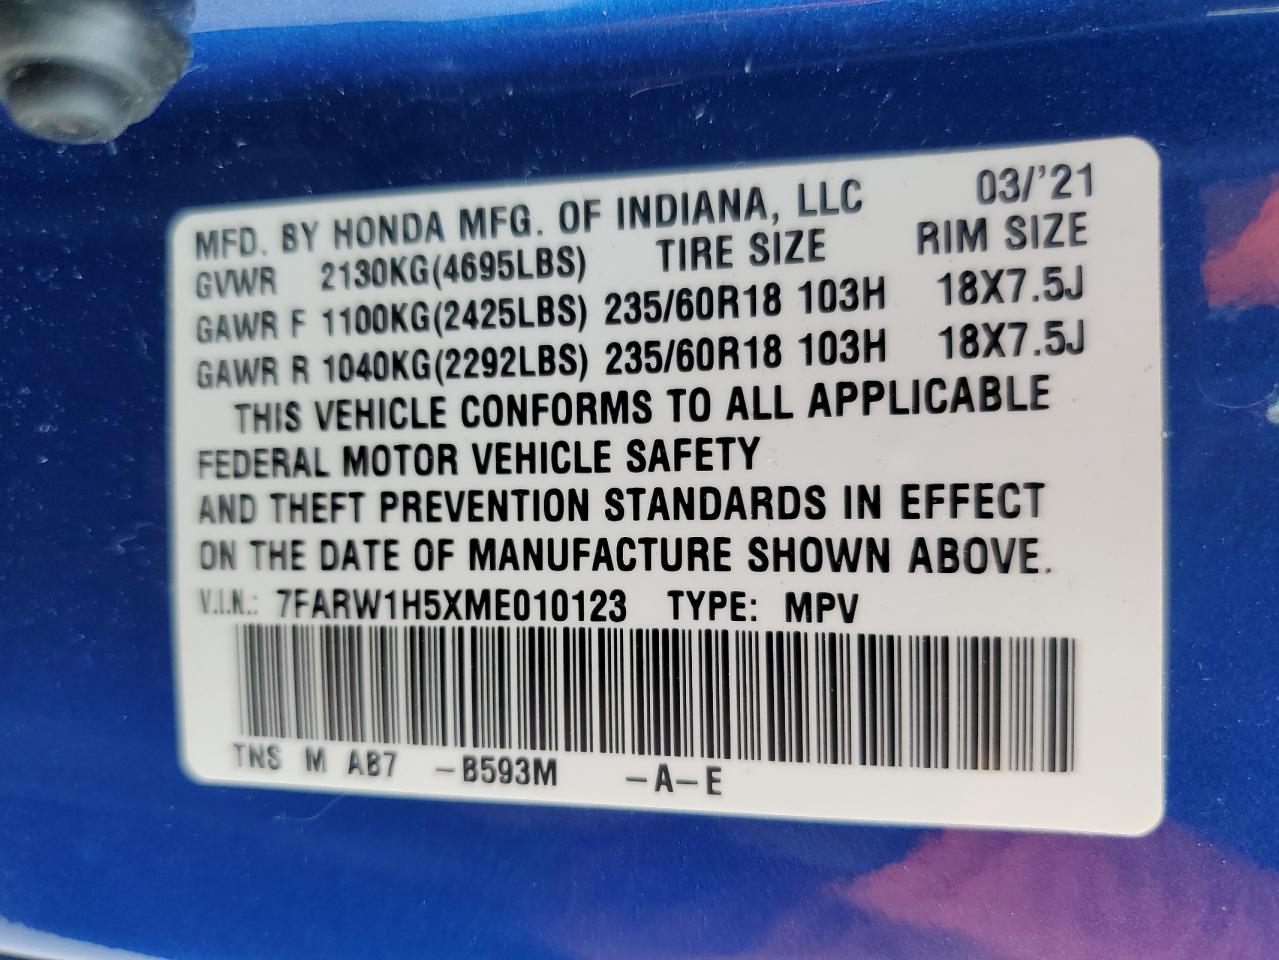 MFD. BY HONDA MFG. OF INDIANA, LLC 03/'21
GVWR 2130KG(4695LBS) TIRE SIZE RIM SIZE
GAWR F 1100KG(2425LBS) 235/60R18 103H 18X7.5J
GAWR R 1040KG(2292LBS) 235/60R18 103H 18X7.5J
THIS VEHICLE CONFORMS TO ALL APPLICABLE
FEDERAL MOTOR VEHICLE SAFETY
AND THEFT PREVENTION STANDARDS IN EFFECT
ON THE DATE OF MANUFACTURE SHOWN ABOVE.
V.I.N.: 7FARW1H5XME010123 TYPE: MPV
TNS M AB7 -B593M -A-E